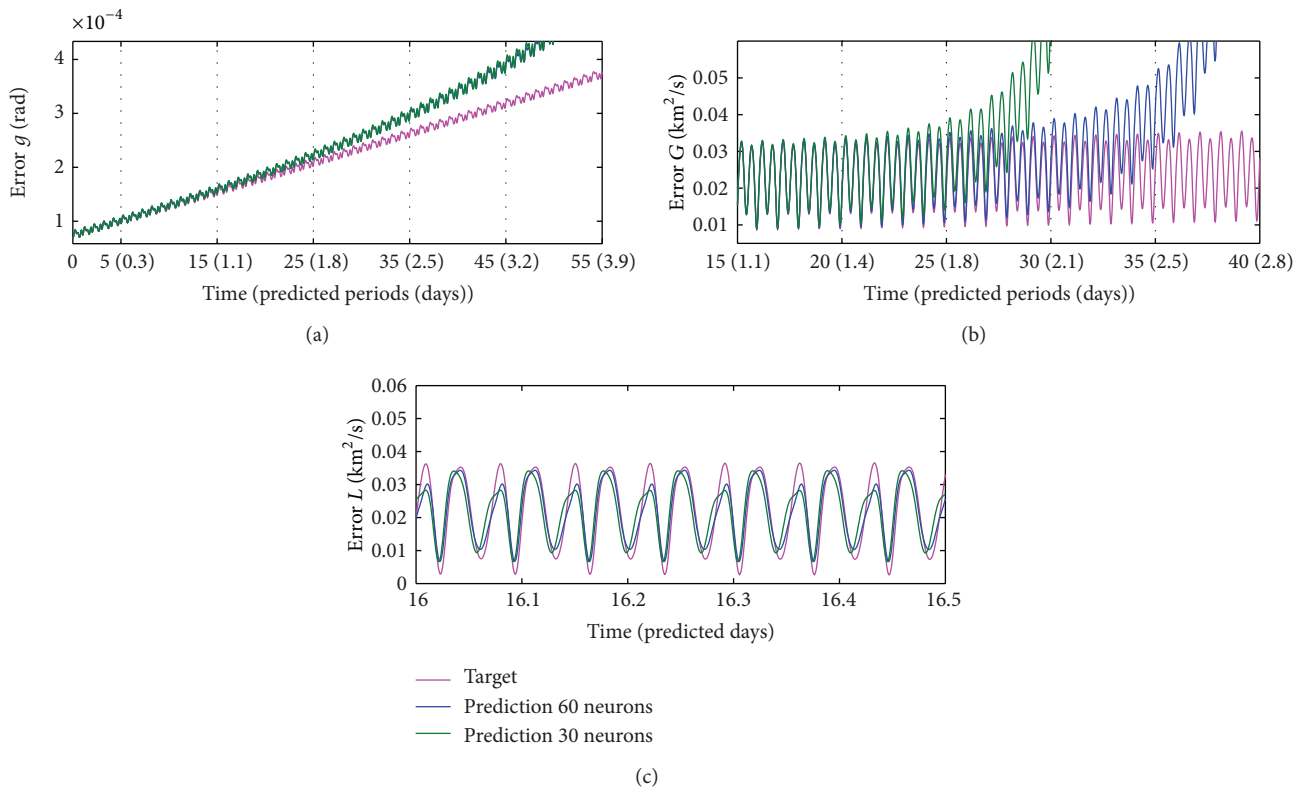 ×10⁻⁴
4
3
2
1
Error g (rad)
0 5 (0.3) 15 (1.1) 25 (1.8) 35 (2.5) 45 (3.2) 55 (3.9)
Time (predicted periods (days))
(a)
0.05
0.04
0.03
0.02
0.01
Error G (km²/s)
15 (1.1) 20 (1.4) 25 (1.8) 30 (2.1) 35 (2.5) 40 (2.8)
Time (predicted periods (days))
(b)
0.06
0.05
0.04
0.03
0.02
0.01
0
Error L (km²/s)
16 16.1 16.2 16.3 16.4 16.5
Time (predicted days)
Target
Prediction 60 neurons
Prediction 30 neurons
(c)